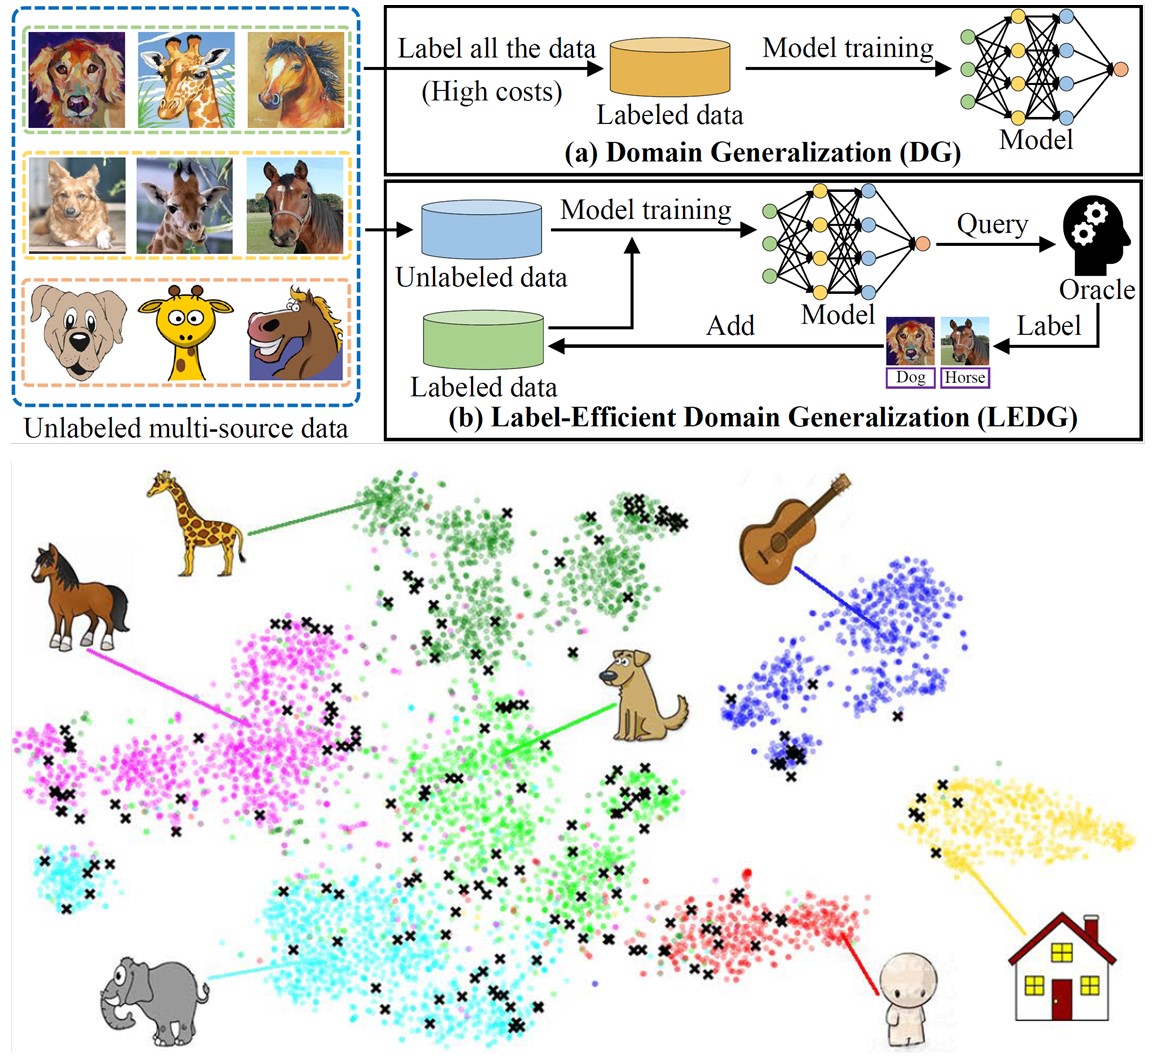 Label all the data
(High costs)
Labeled data
Model training
Model
(a) Domain Generalization (DG)
Unlabeled data
Model training
Model
Query
Oracle
Label
Dog
Horse
Add
Labeled data
(b) Label-Efficient Domain Generalization (LEDG)
Unlabeled multi-source data